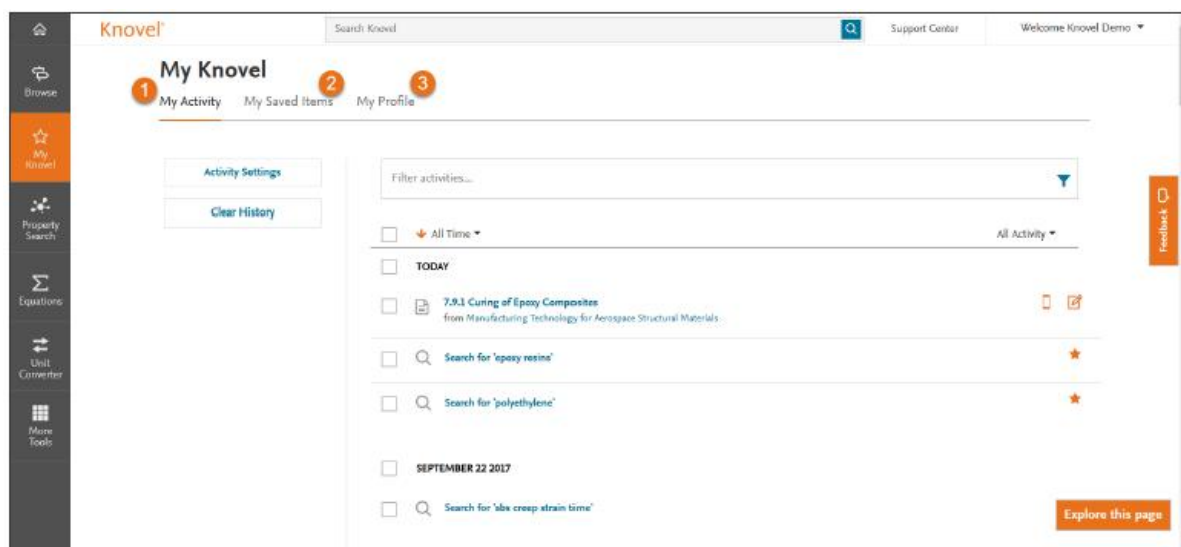 Knovel®
Search Knovel
Support Center
Welcome Knovel Demo
Browse
My Knovel
Property Search
Equations
Unit Converter
More Tools
My Knovel
1
My Activity
2
My Saved Items
3
My Profile
Activity Settings
Clear History
Filter activities...
All Time
All Activity
TODAY
7.9.1 Curing of Epoxy Composites
from Manufacturing Technology for Aerospace Structural Materials
Search for 'epoxy resins'
Search for 'polyethylene'
SEPTEMBER 22 2017
Search for 'abs creep strain time'
Feedback
Explore this page